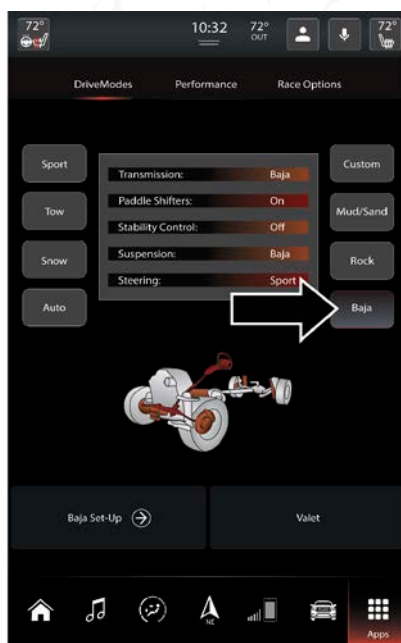 72° 10:32 72° OUT 72°
DriveModes Performance Race Options
Sport
Tow
Snow
Auto
Transmission: Baja
Paddle Shifters: On
Stability Control: Off
Suspension: Baja
Steering: Sport
Custom
Mud/Sand
Rock
Baja
Baja Set-Up Valet
NE
Apps